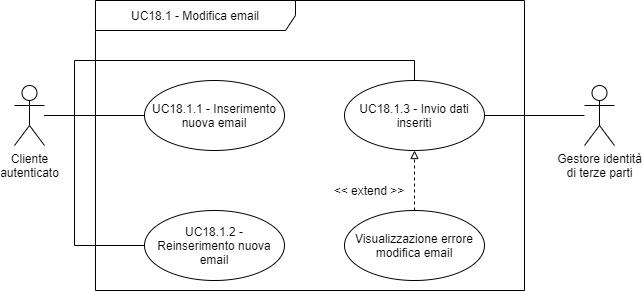 UC18.1 - Modifica email
UC18.1.1 - Inserimento
nuova email
UC18.1.3 - Invio dati
inseriti
Cliente
autenticato
Gestore identità
di terze parti
<< extend >>
UC18.1.2 -
Reinserimento nuova
email
Visualizzazione errore
modifica email